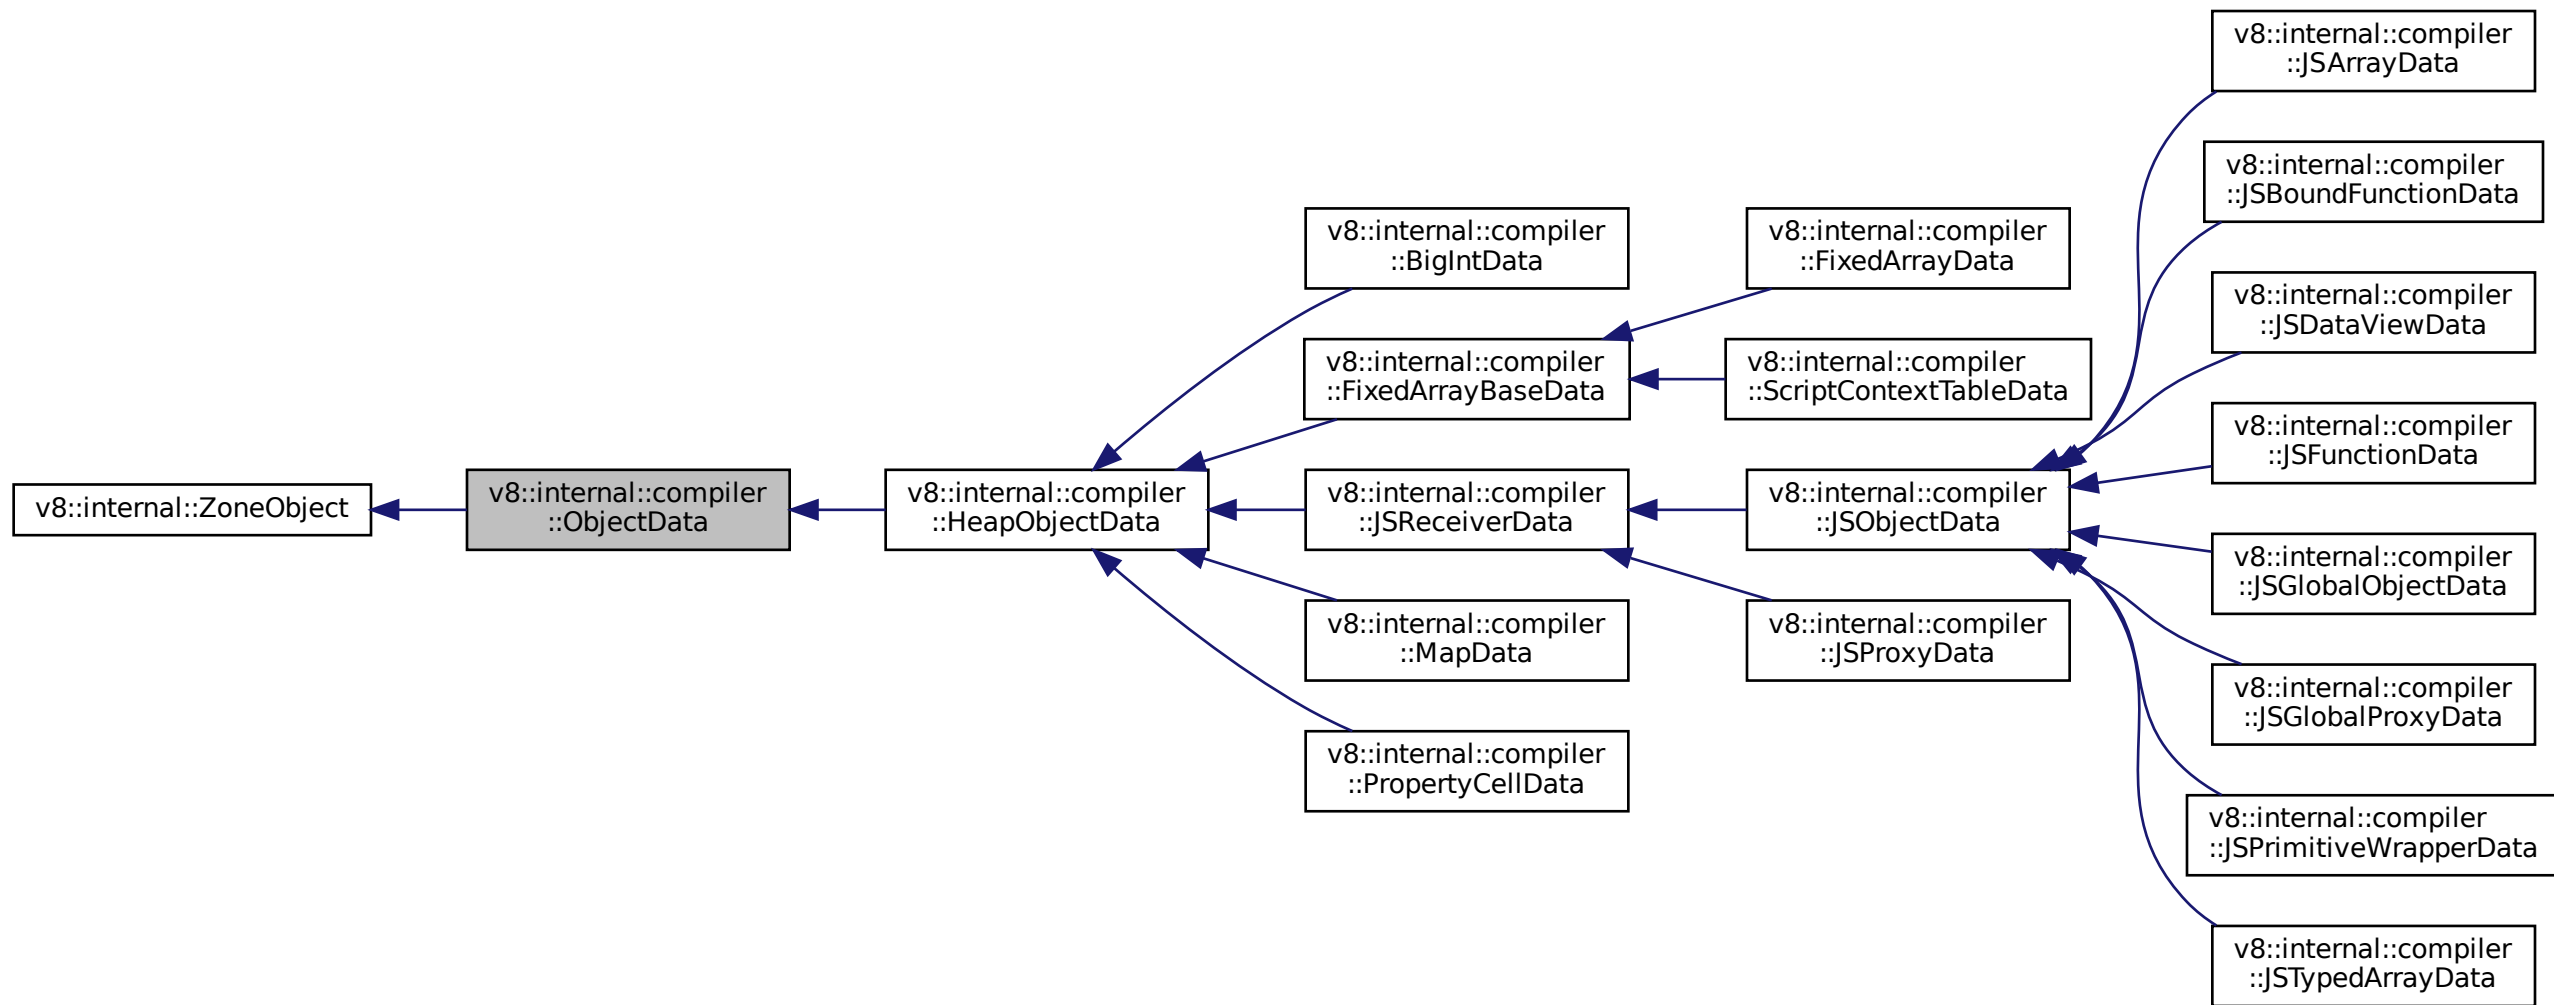 v8::internal::ZoneObject
v8::internal::compiler
::ObjectData
v8::internal::compiler
::HeapObjectData
v8::internal::compiler
::BigIntData
v8::internal::compiler
::FixedArrayBaseData
v8::internal::compiler
::JSReceiverData
v8::internal::compiler
::MapData
v8::internal::compiler
::PropertyCellData
v8::internal::compiler
::FixedArrayData
v8::internal::compiler
::ScriptContextTableData
v8::internal::compiler
::JSObjectData
v8::internal::compiler
::JSProxyData
v8::internal::compiler
::JSArrayData
v8::internal::compiler
::JSBoundFunctionData
v8::internal::compiler
::JSDataViewData
v8::internal::compiler
::JSFunctionData
v8::internal::compiler
::JSGlobalObjectData
v8::internal::compiler
::JSGlobalProxyData
v8::internal::compiler
::JSPrimitiveWrapperData
v8::internal::compiler
::JSTypedArrayData